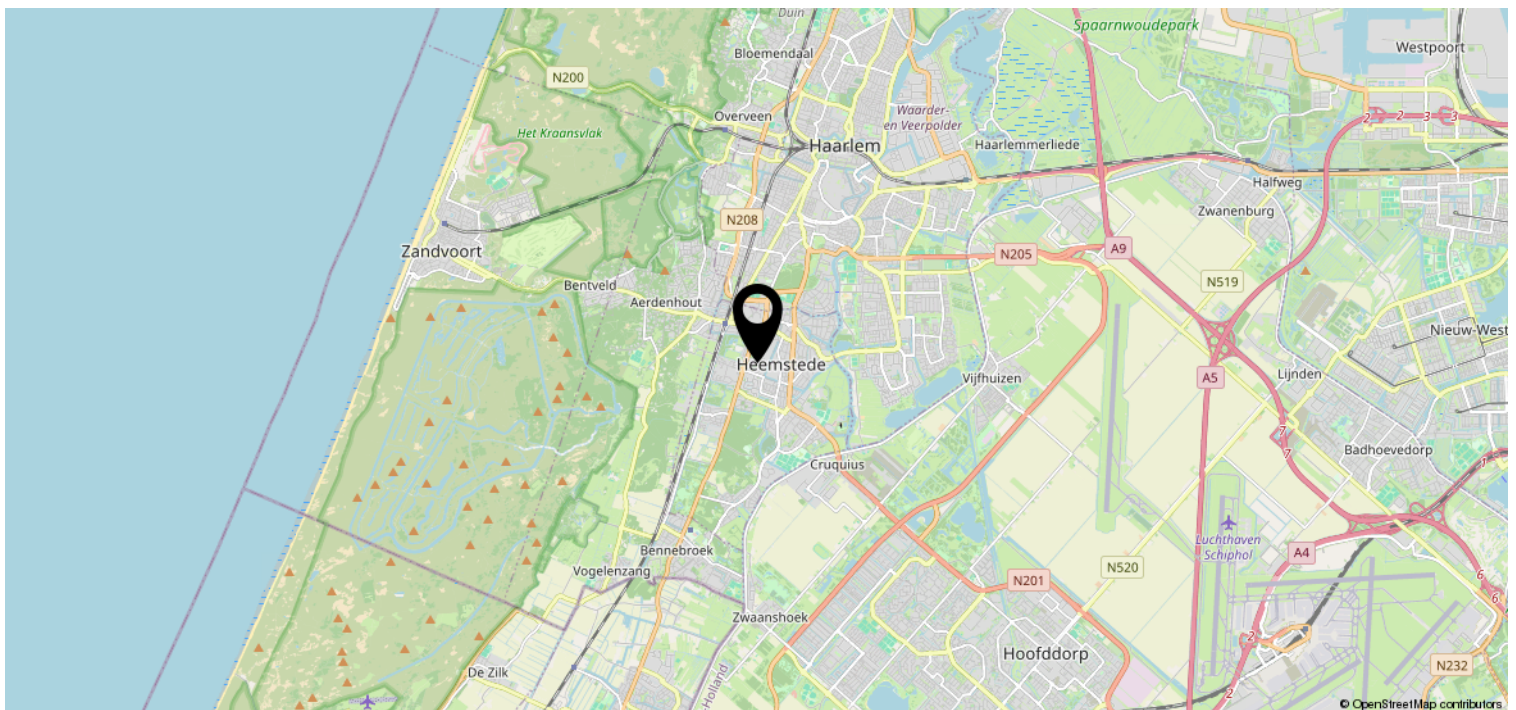 Duin
Spaarnwoudepark
Bloemendaal
Westpoort
N200
Overveen
Waarder-
en Veerpolder
2
2
3
3
Het Kraansvlak
Haarlem
Haarlemmerliede
Halfweg
Zwanenburg
N208
Zandvoort
A9
N205
N519
Bentveld
Aerdenhout
Nieuw-West
Heemstede
Vijfhuizen
A5
Lijnden
7
7
Badhoevedorp
1
Cruquius
Luchthaven
Schiphol
A4
Bennebroek
Vogelenzang
N520
N201
6
6
Zwaanshoek
2
Hoofddorp
De Zilk
Holland
N232
2
© OpenStreetMap contributors